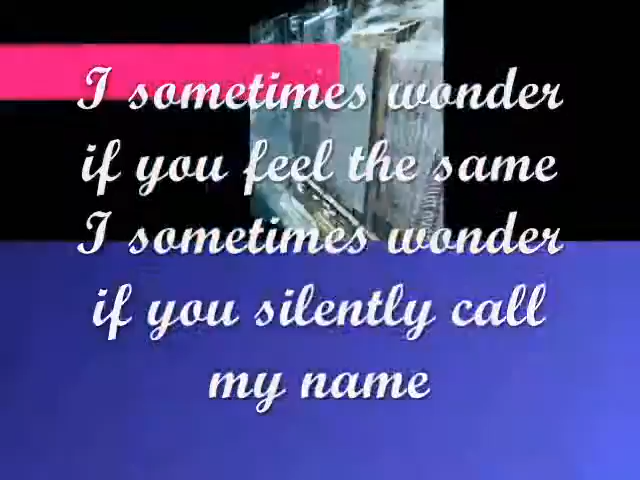 I sometimes wonder
if you feel the same
I sometimes wonder
if you silently call
my name